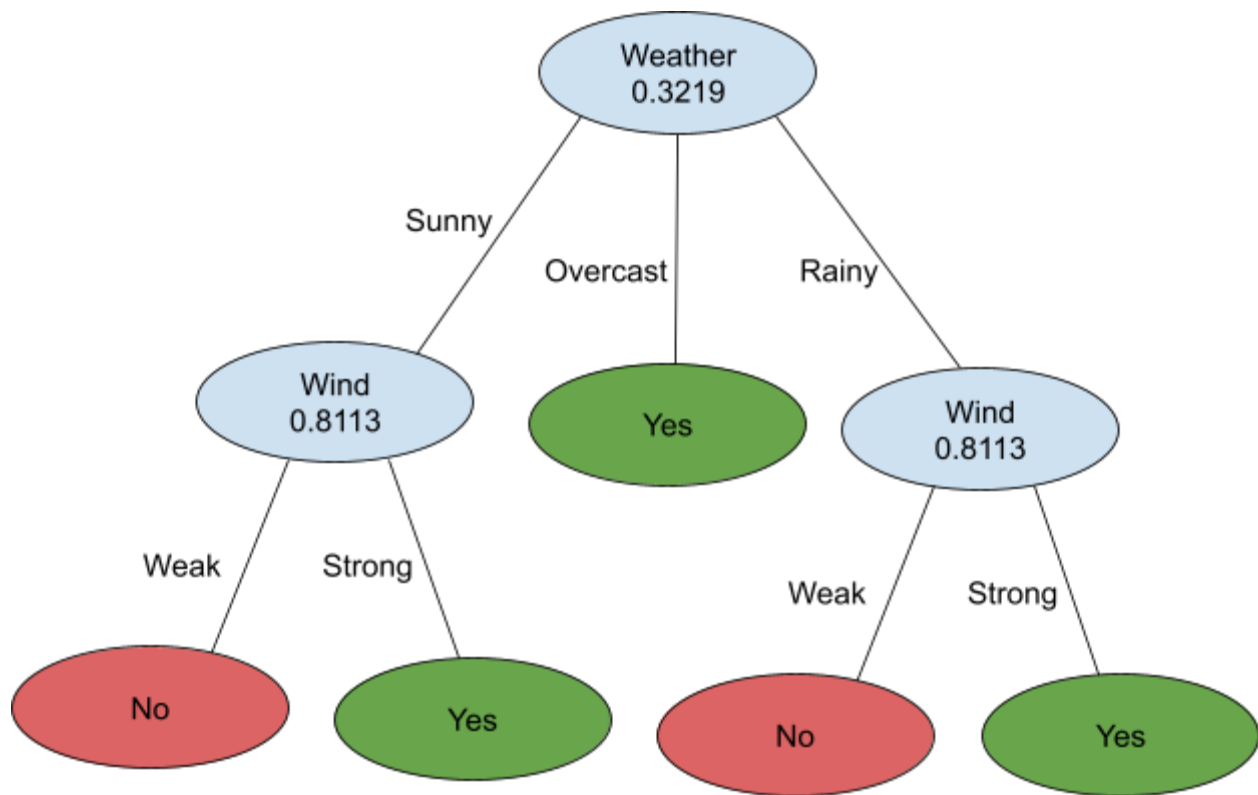 Weather
0.3219
Sunny
Overcast
Rainy
Wind
0.8113
Yes
Wind
0.8113
Weak
Strong
Weak
Strong
No
Yes
No
Yes